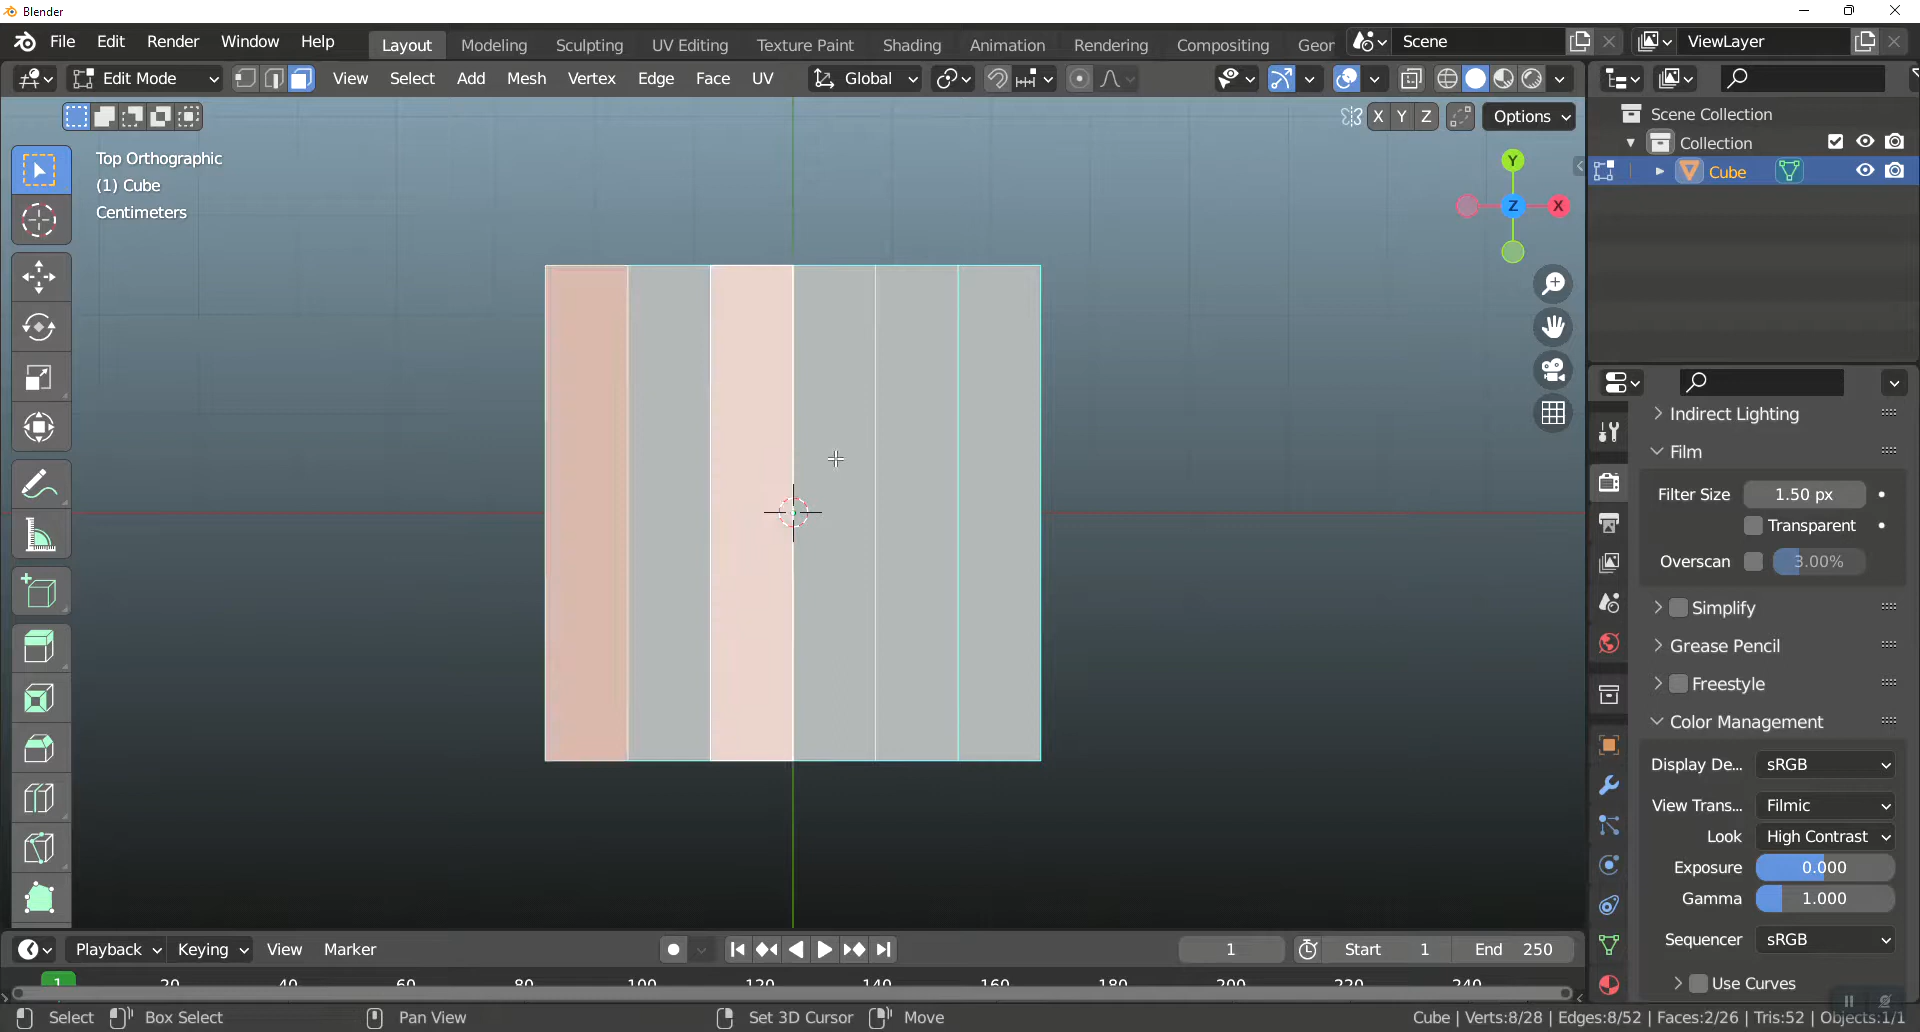 Blender
File Edit Render Window Help Layout Modeling Sculpting UV Editing Texture Paint Shading Animation Rendering Compositing Geor Scene ViewLayer
Edit Mode View Select Add Mesh Vertex Edge Face UV Global
X Y Z Options
Top Orthographic
(1) Cube
Centimeters
Y
Z X
Scene Collection
Collection
Cube
Indirect Lighting
Film
Filter Size 1.50 px
Transparent
Overscan 3.00%
Simplify
Grease Pencil
Freestyle
Color Management
Display De... sRGB
View Trans... Filmic
Look High Contrast
Exposure 0.000
Gamma 1.000
Sequencer sRGB
Use Curves
Playback Keying View Marker 1 Start 1 End 250
1 20 40 60 80 100 120 140 160 180 200 220 240
Select Box Select Pan View Set 3D Cursor Move Cube | Verts:8/28 | Edges:8/52 | Faces:2/26 | Tris:52 | Objects:1/1